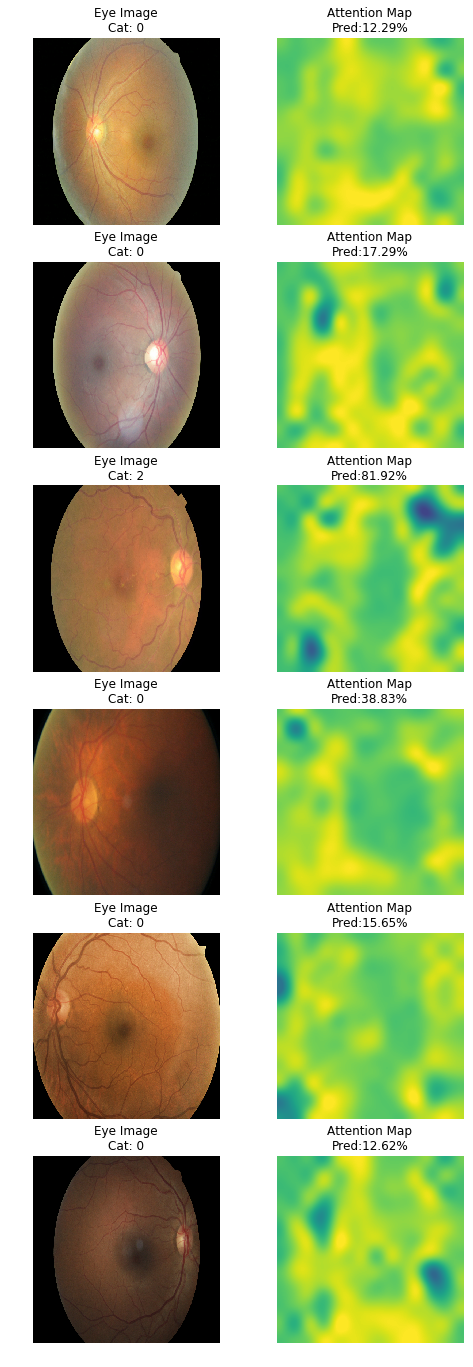 Eye Image
Cat: 0
Attention Map
Pred:12.29%
Eye Image
Cat: 0
Attention Map
Pred:17.29%
Eye Image
Cat: 2
Attention Map
Pred:81.92%
Eye Image
Cat: 0
Attention Map
Pred:38.83%
Eye Image
Cat: 0
Attention Map
Pred:15.65%
Eye Image
Cat: 0
Attention Map
Pred:12.62%